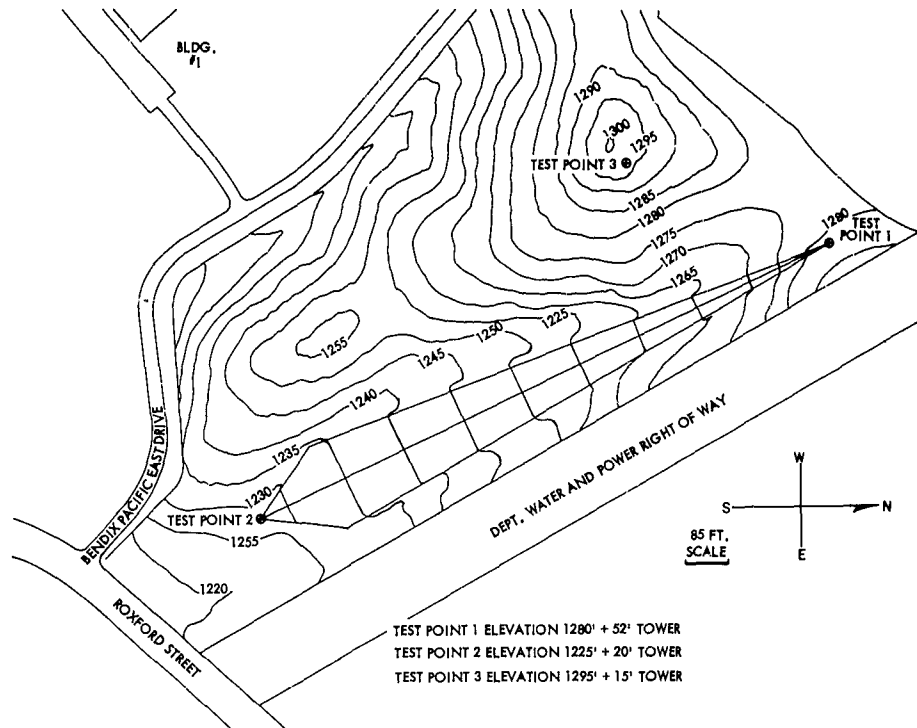 BLDG.
#1
1290
1300
1295
TEST POINT 3
1285
1280
1280
TEST
POINT 1
1275
1270
1265
1225
1250
1245
1255
1240
1235
1230
TEST POINT 2
1255
1220
BENDIX PACIFIC EAST DRIVE
ROXFORD STREET
DEPT. WATER AND POWER RIGHT OF WAY
W
S
N
E
85 FT.
SCALE
TEST POINT 1 ELEVATION 1280' + 52' TOWER
TEST POINT 2 ELEVATION 1225' + 20' TOWER
TEST POINT 3 ELEVATION 1295' + 15' TOWER